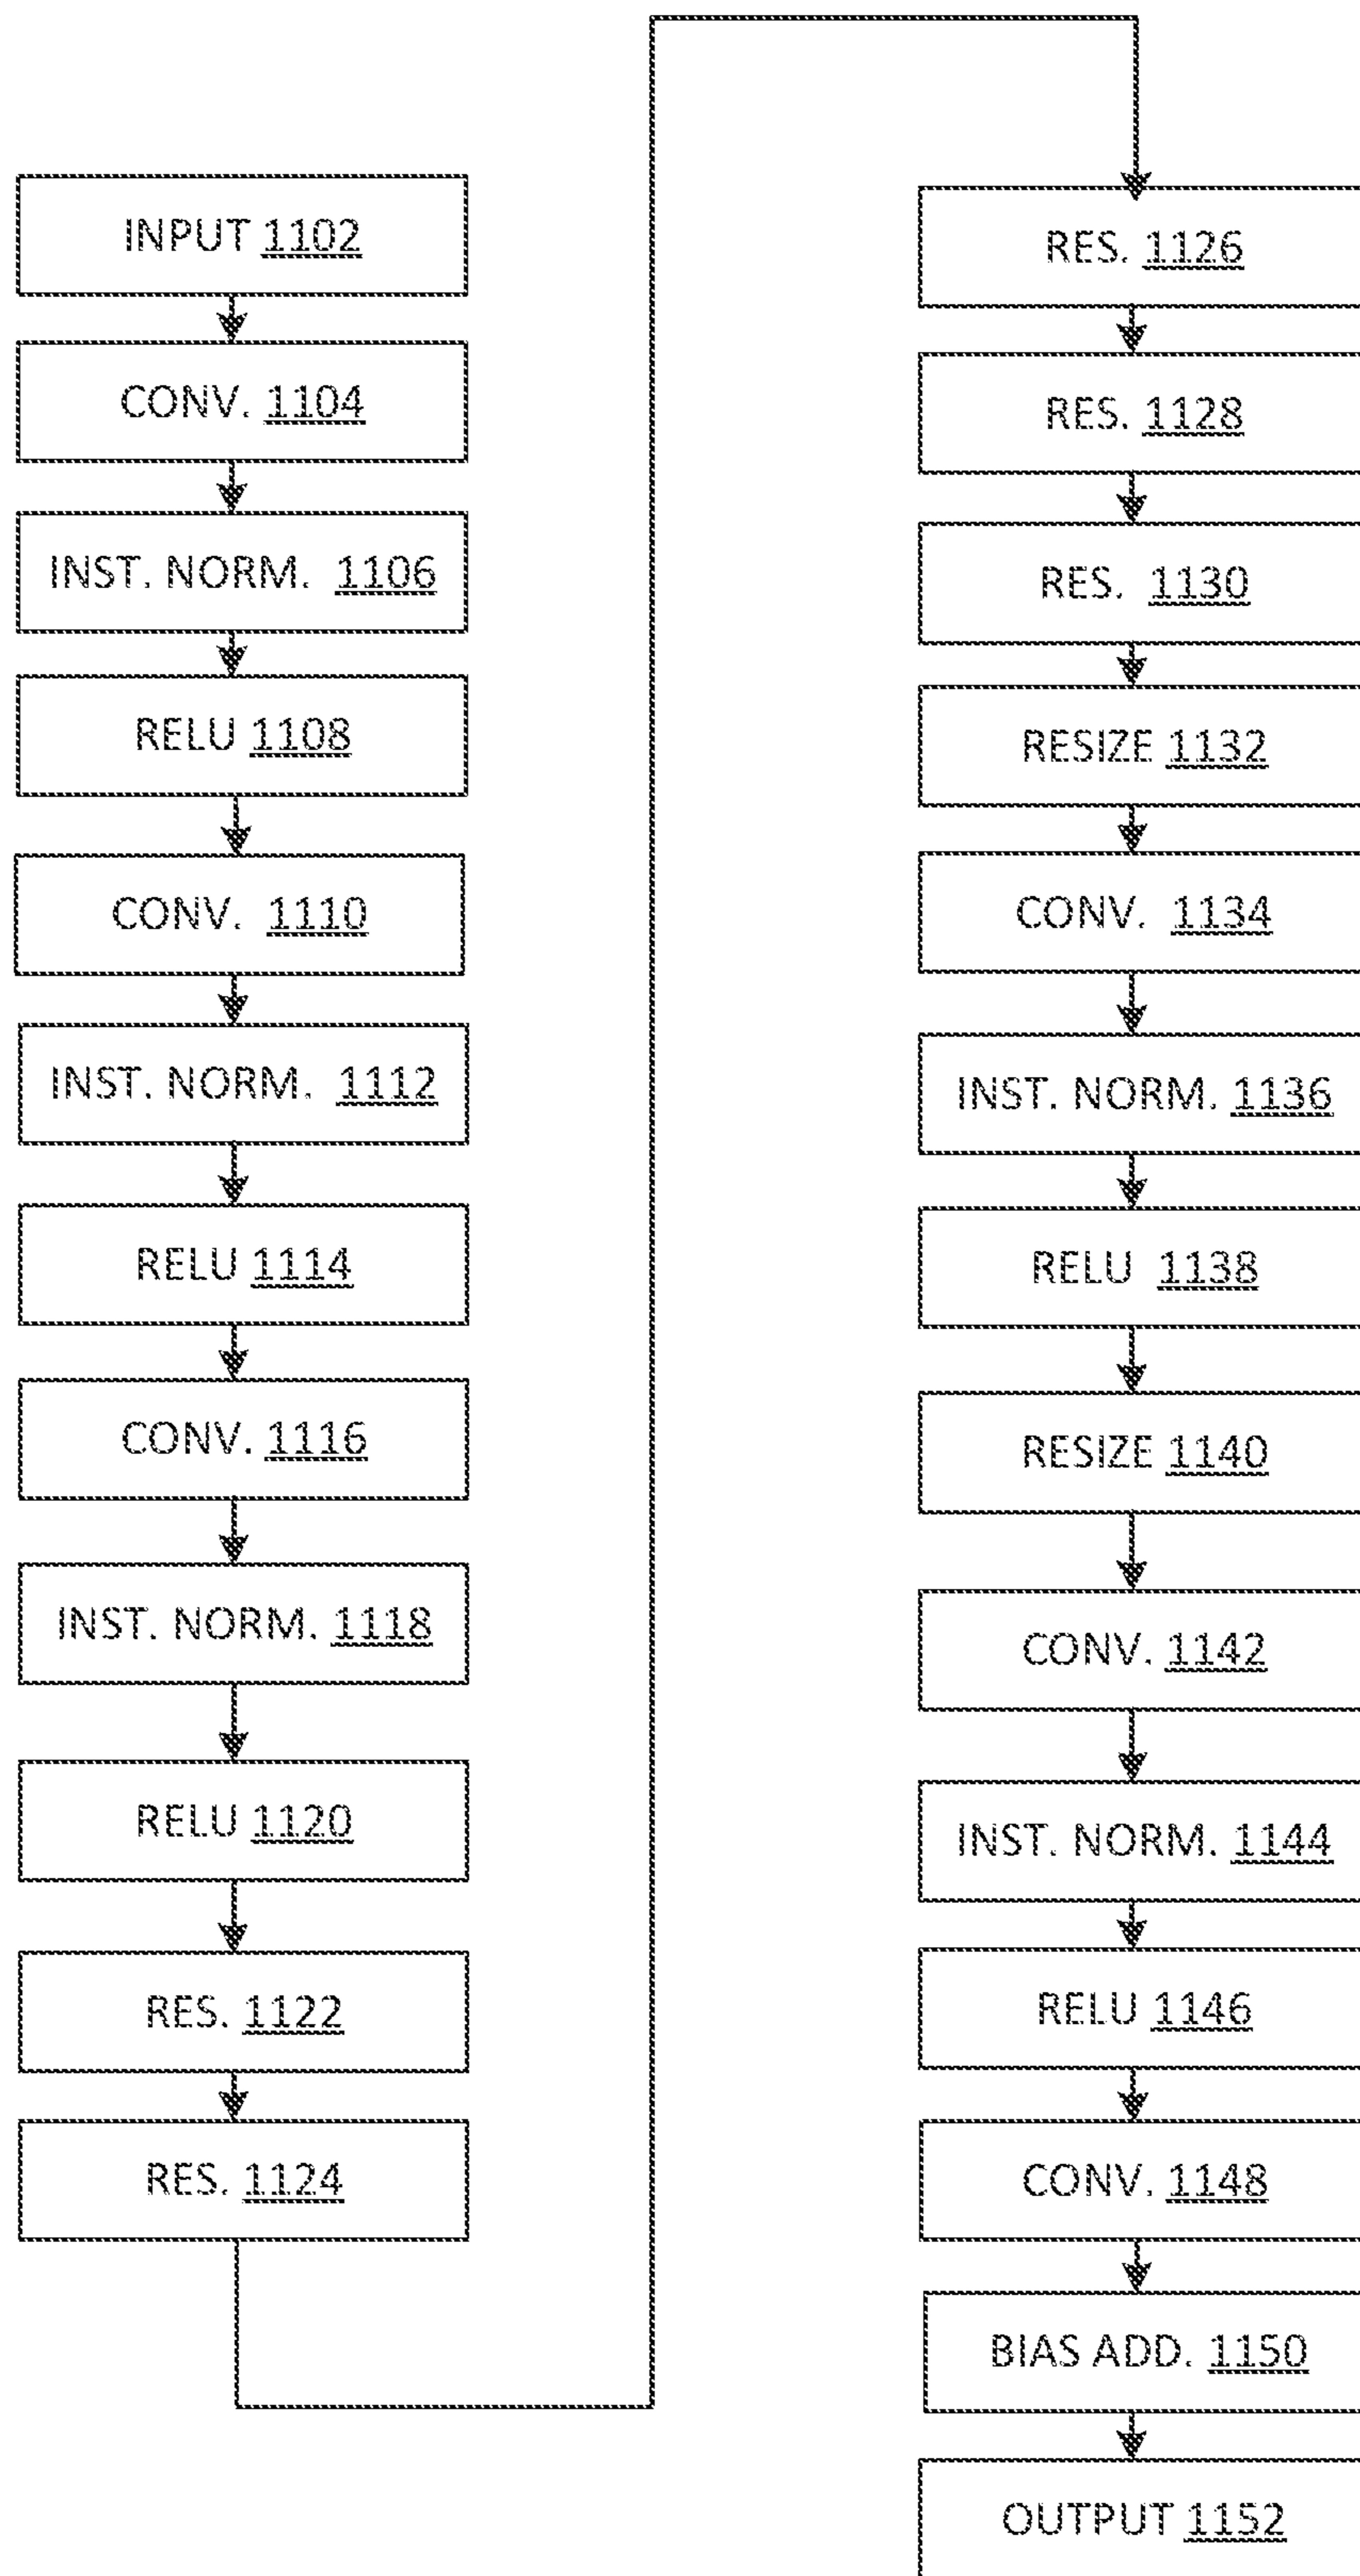 INPUT 1102
CONV. 1104
INST. NORM. 1106
RELU 1108
CONV. 1110
INST. NORM. 1112
RELU 1114
CONV. 1116
INST. NORM. 1118
RELU 1120
RES. 1122
RES. 1124
RES. 1126
RES. 1128
RES. 1130
RESIZE 1132
CONV. 1134
INST. NORM. 1136
RELU 1138
RESIZE 1140
CONV. 1142
INST. NORM. 1144
RELU 1146
CONV. 1148
BIAS ADD. 1150
OUTPUT 1152